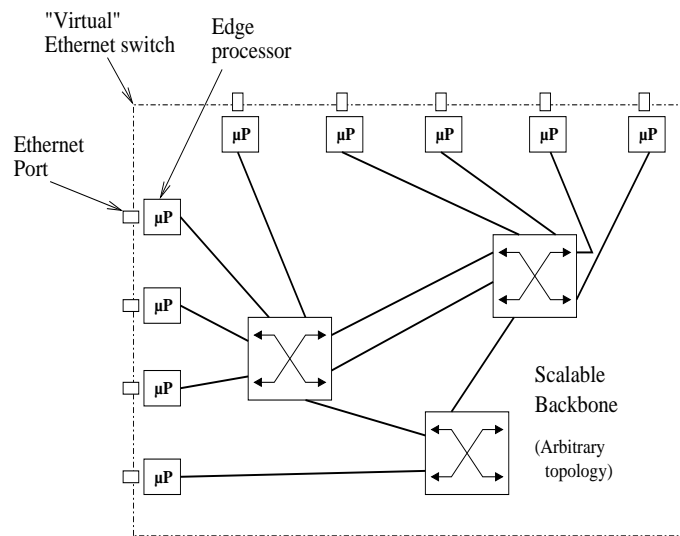 "Virtual"
Ethernet switch
Edge
processor
Ethernet
Port
µP
µP
µP
µP
µP
µP
µP
µP
µP
Scalable
Backbone
(Arbitrary
topology)